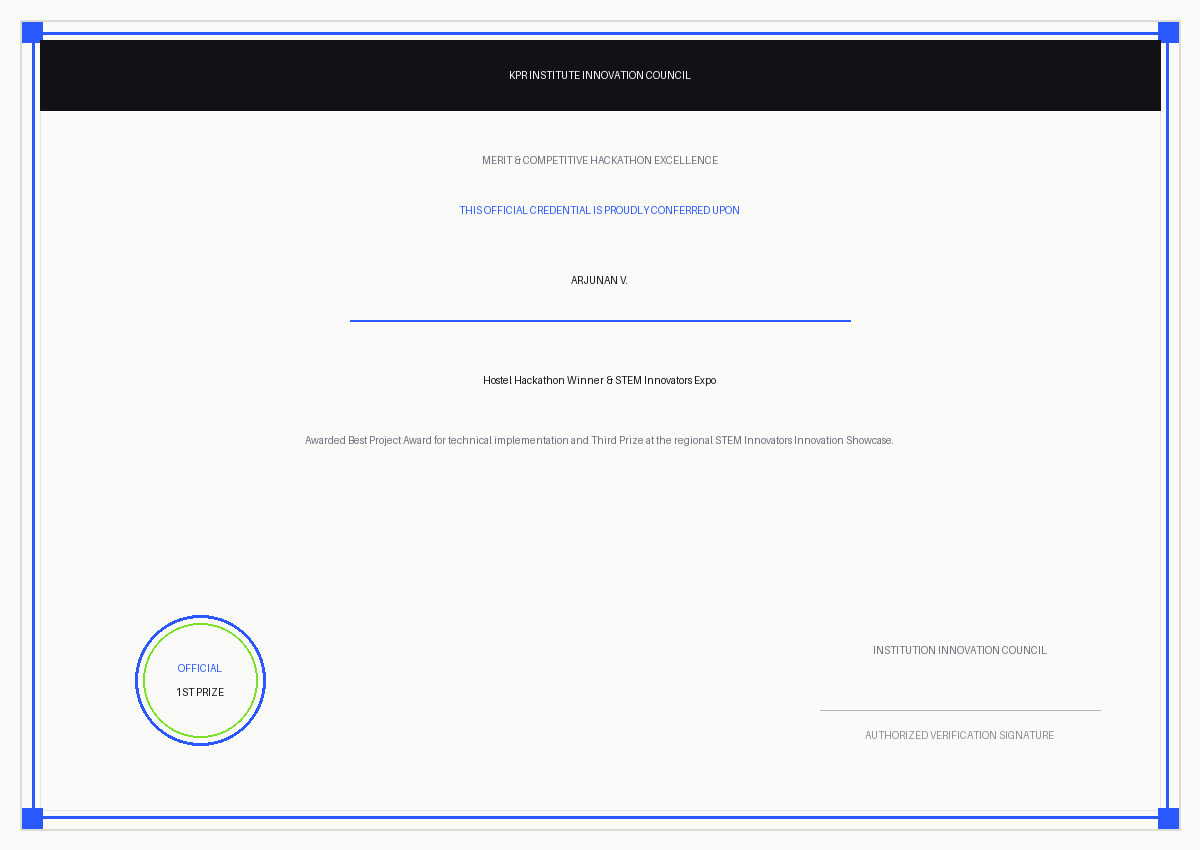 KPR INSTITUTE INNOVATION COUNCIL
MERIT & COMPETITIVE HACKATHON EXCELLENCE
THIS OFFICIAL CREDENTIAL IS PROUDLY CONFERRED UPON
ARJUNAN V.
Hostel Hackathon Winner & STEM Innovators Expo
Awarded Best Project Award for technical implementation and Third Prize at the regional STEM Innovators Innovation Showcase.
OFFICIAL
1ST PRIZE
INSTITUTION INNOVATION COUNCIL
AUTHORIZED VERIFICATION SIGNATURE